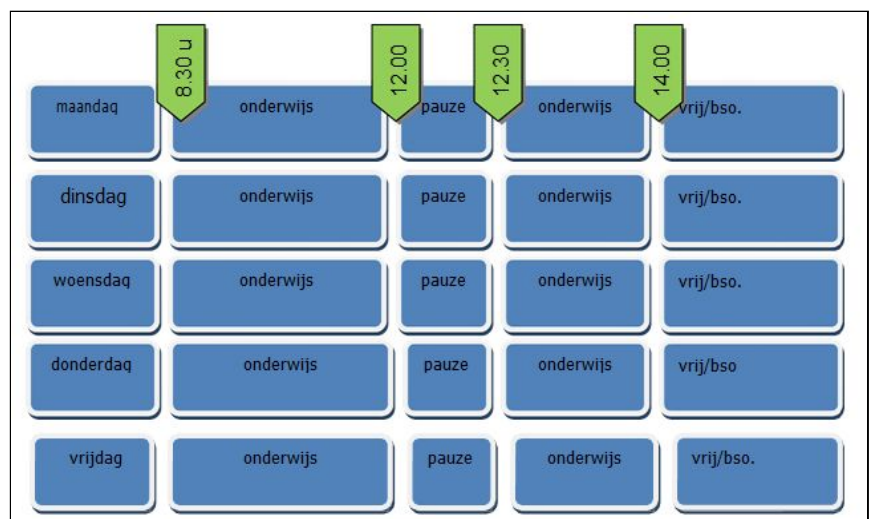 8.30 u
12.00
12.30
14.00
maandag onderwijs pauze onderwijs vrij/bso.
dinsdag onderwijs pauze onderwijs vrij/bso.
woensdag onderwijs pauze onderwijs vrij/bso.
donderdag onderwijs pauze onderwijs vrij/bso
vrijdag onderwijs pauze onderwijs vrij/bso.